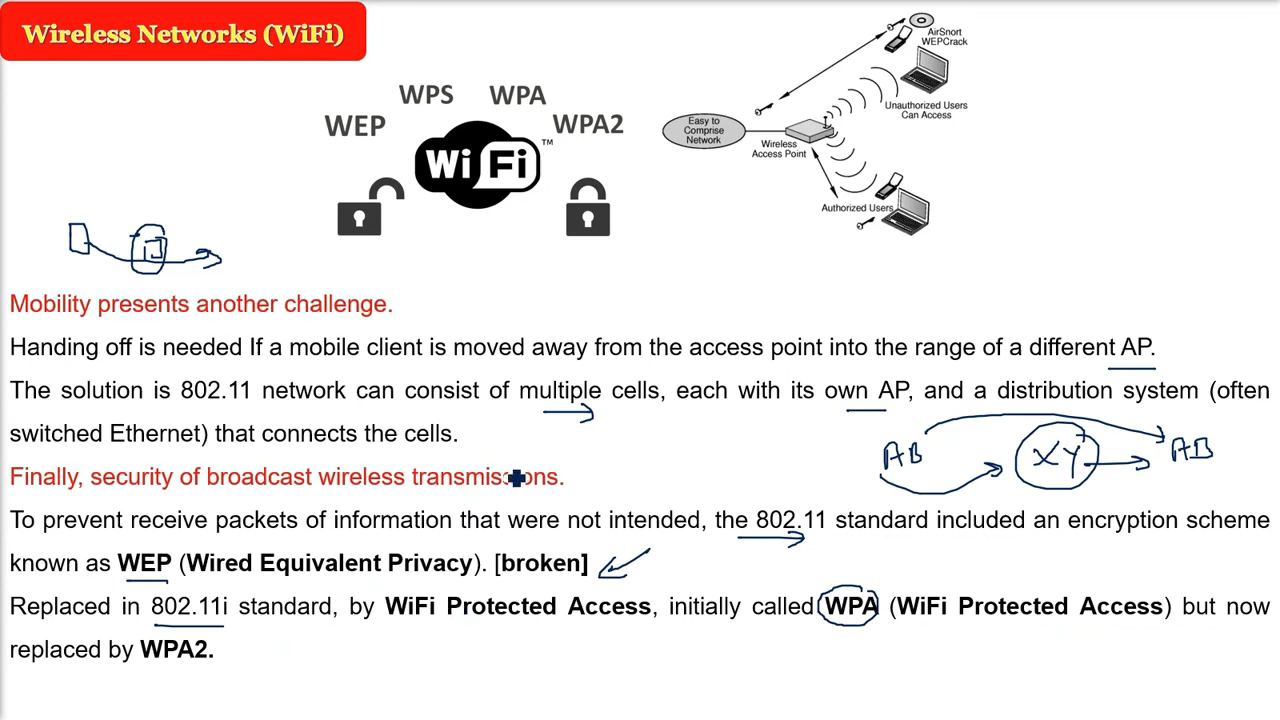 Wireless Networks (WiFi)
WEP
WPS
WPA
WPA2
WiFi™
AirSnort
WEPCrack
Unauthorized Users
Can Access
Easy to
Comprise
Network
Wireless
Access Point
Authorized Users
Mobility presents another challenge.
Handing off is needed If a mobile client is moved away from the access point into the range of a different AP.
The solution is 802.11 network can consist of multiple cells, each with its own AP, and a distribution system (often
switched Ethernet) that connects the cells.
AB
XY
AB
Finally, security of broadcast wireless transmissions.
To prevent receive packets of information that were not intended, the 802.11 standard included an encryption scheme
known as WEP (Wired Equivalent Privacy). [broken]
Replaced in 802.11i standard, by WiFi Protected Access, initially called WPA (WiFi Protected Access) but now
replaced by WPA2.